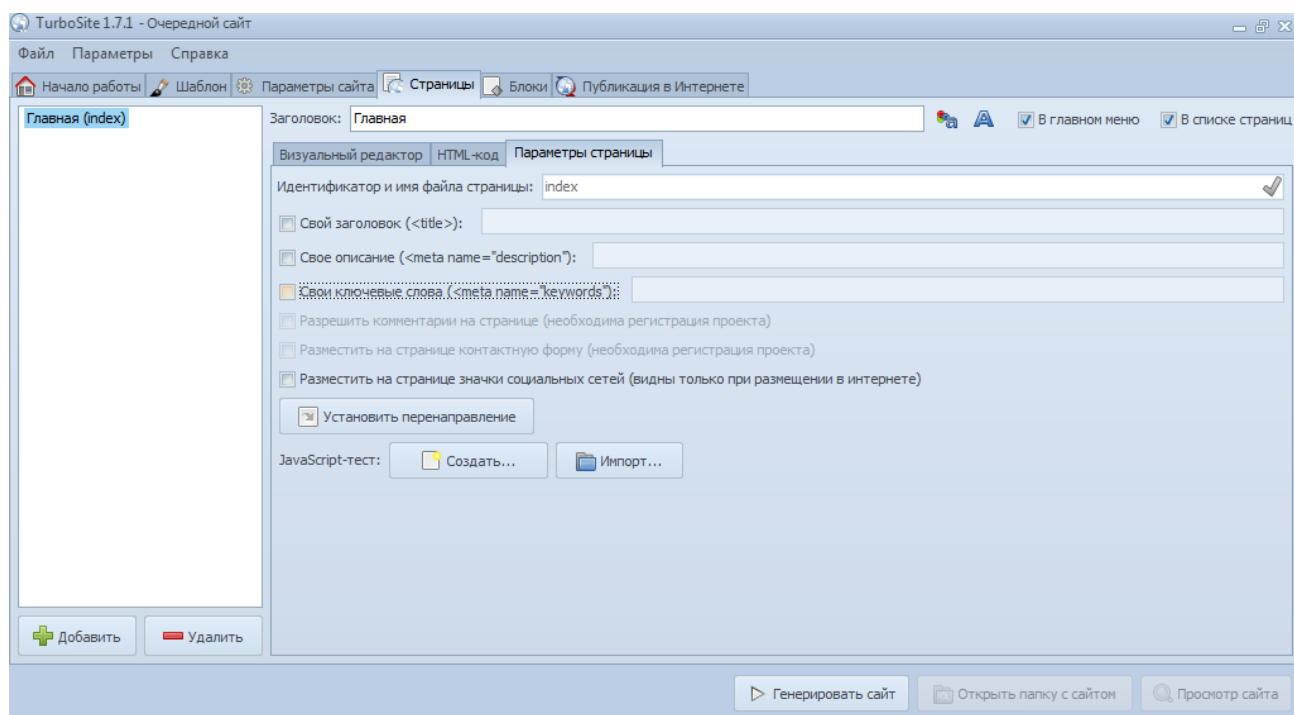 TurboSite 1.7.1 - Очередной сайт
Файл Параметры Справка
Начало работы Шаблон Параметры сайта Страницы Блоки Публикация в Интернете
Главная (index)
Заголовок: Главная В главном меню В списке страниц
Визуальный редактор HTML-код Параметры страницы
Идентификатор и имя файла страницы: index
Свой заголовок (<title>):
Свое описание (<meta name="description"):
Свои ключевые слова (<meta name="keywords"):
Разрешить комментарии на странице (необходима регистрация проекта)
Разместить на странице контактную форму (необходима регистрация проекта)
Разместить на странице значки социальных сетей (видны только при размещении в интернете)
Установить перенаправление
JavaScript-тест: Создать... Импорт...
Добавить Удалить
Генерировать сайт Открыть папку с сайтом Просмотр сайта